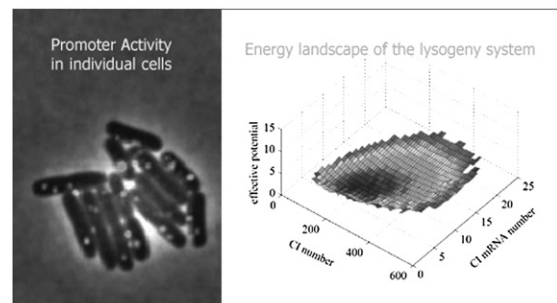 Promoter Activity
in individual cells
Energy landscape of the lysogeny system
effective potential
15
10
5
0
0
200
400
600
CI number
0
5
10
15
20
25
CI mRNA number